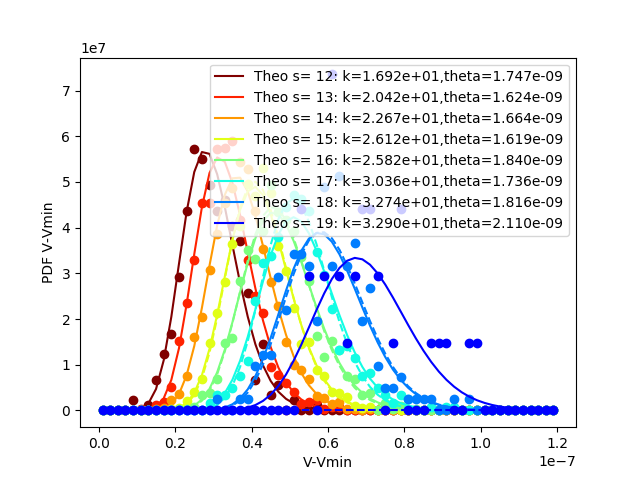 1e7
Theo s= 12: k=1.692e+01,theta=1.747e-09
Theo s= 13: k=2.042e+01,theta=1.624e-09
Theo s= 14: k=2.267e+01,theta=1.664e-09
Theo s= 15: k=2.612e+01,theta=1.619e-09
Theo s= 16: k=2.582e+01,theta=1.840e-09
Theo s= 17: k=3.036e+01,theta=1.736e-09
Theo s= 18: k=3.274e+01,theta=1.816e-09
Theo s= 19: k=3.290e+01,theta=2.110e-09
7
6
5
4
3
2
1
0
PDF V-Vmin
0.0 0.2 0.4 0.6 0.8 1.0 1.2
V-Vmin
1e−7